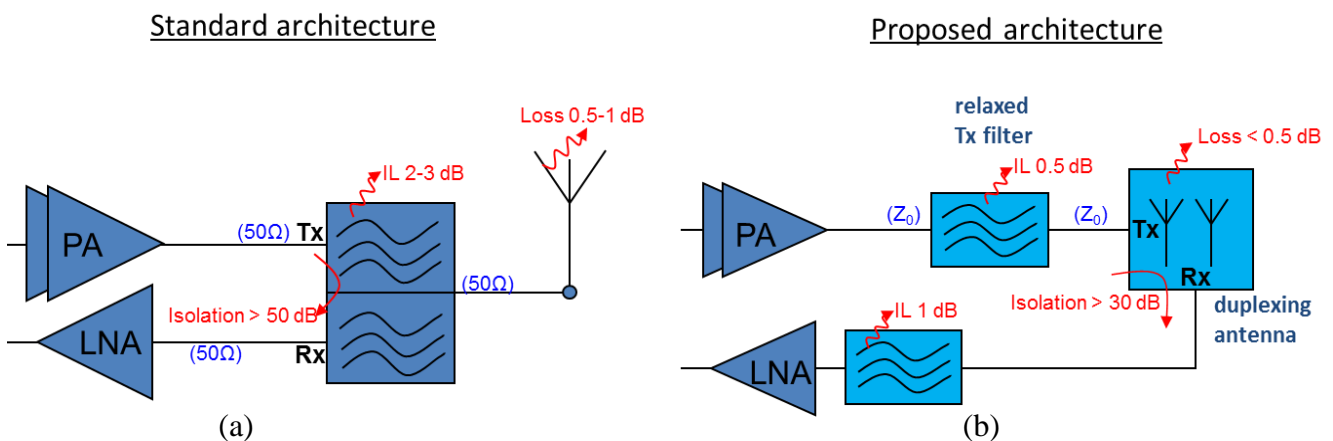 Standard architecture
Loss 0.5-1 dB
IL 2-3 dB
PA
(50Ω)
Tx
(50Ω)
Isolation > 50 dB
LNA
(50Ω)
Rx
(a)
Proposed architecture
relaxed
Tx filter
Loss < 0.5 dB
IL 0.5 dB
PA
(Z0)
(Z0)
Tx
Rx
Isolation > 30 dB
duplexing
antenna
IL 1 dB
LNA
(b)